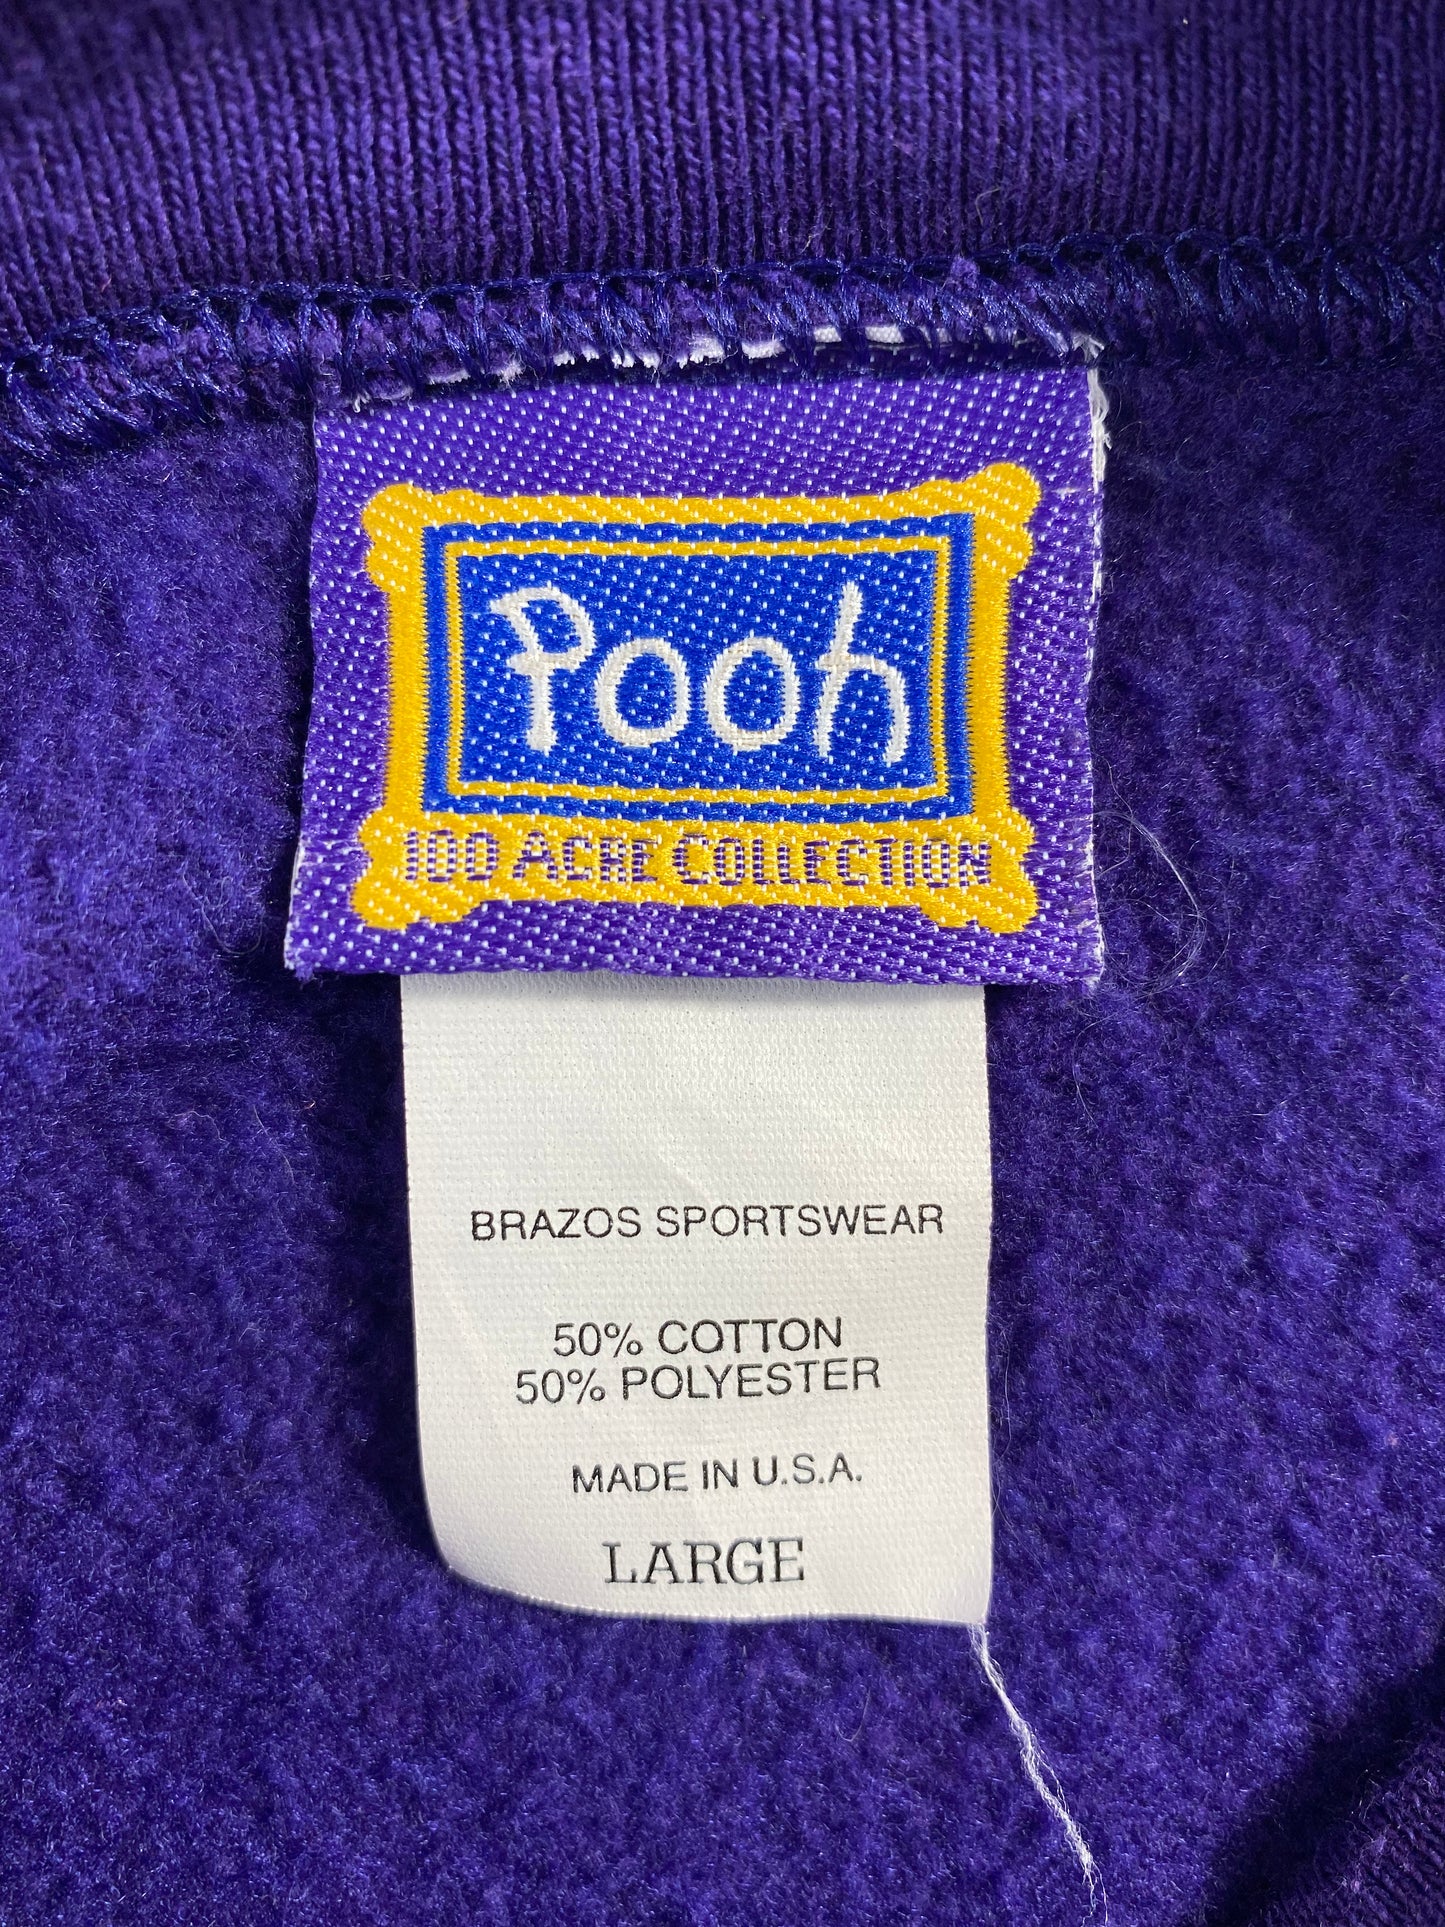 Pooh
100 ACRE COLLECTION
BRAZOS SPORTSWEAR
50% COTTON
50% POLYESTER
MADE IN U.S.A.
LARGE